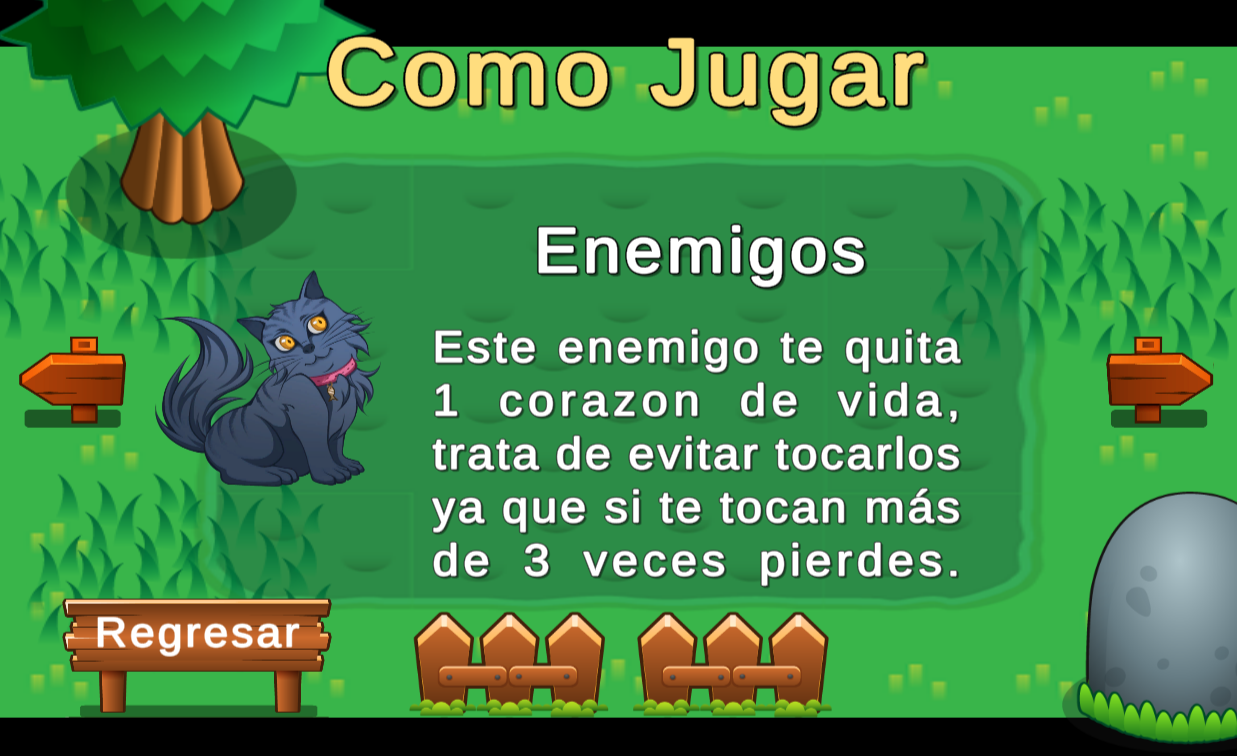 Como Jugar
Enemigos
Este enemigo te quita
1 corazon de vida,
trata de evitar tocarlos
ya que si te tocan más
de 3 veces pierdes.
Regresar